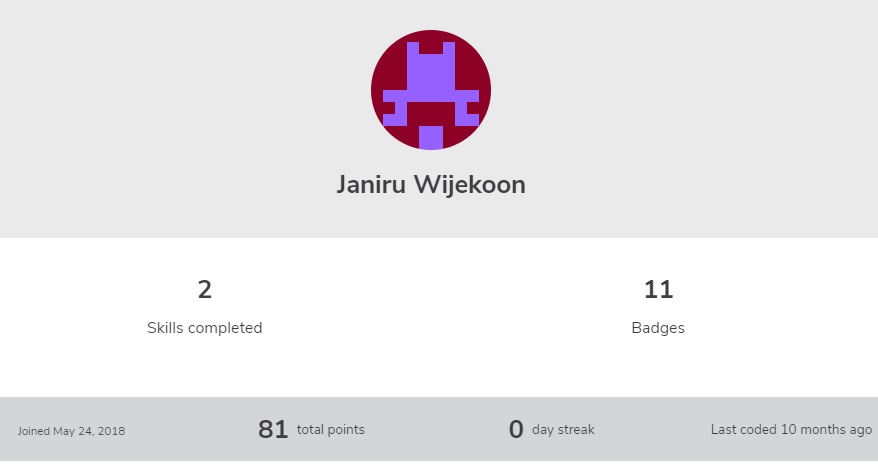 Janiru Wijekoon
2 11
Skills completed Badges
Joined May 24, 2018 81 total points 0 day streak Last coded 10 months ago